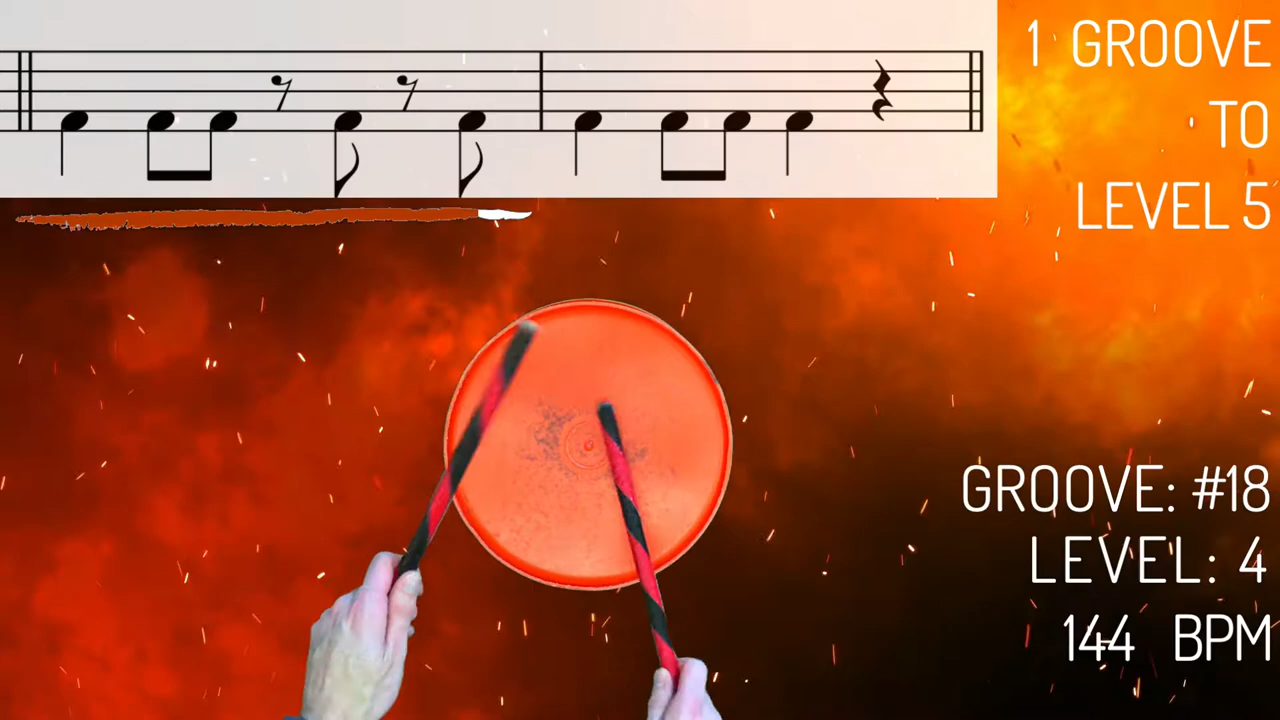 1 GROOVE
TO
LEVEL 5
GROOVE: #18
LEVEL: 4
144 BPM